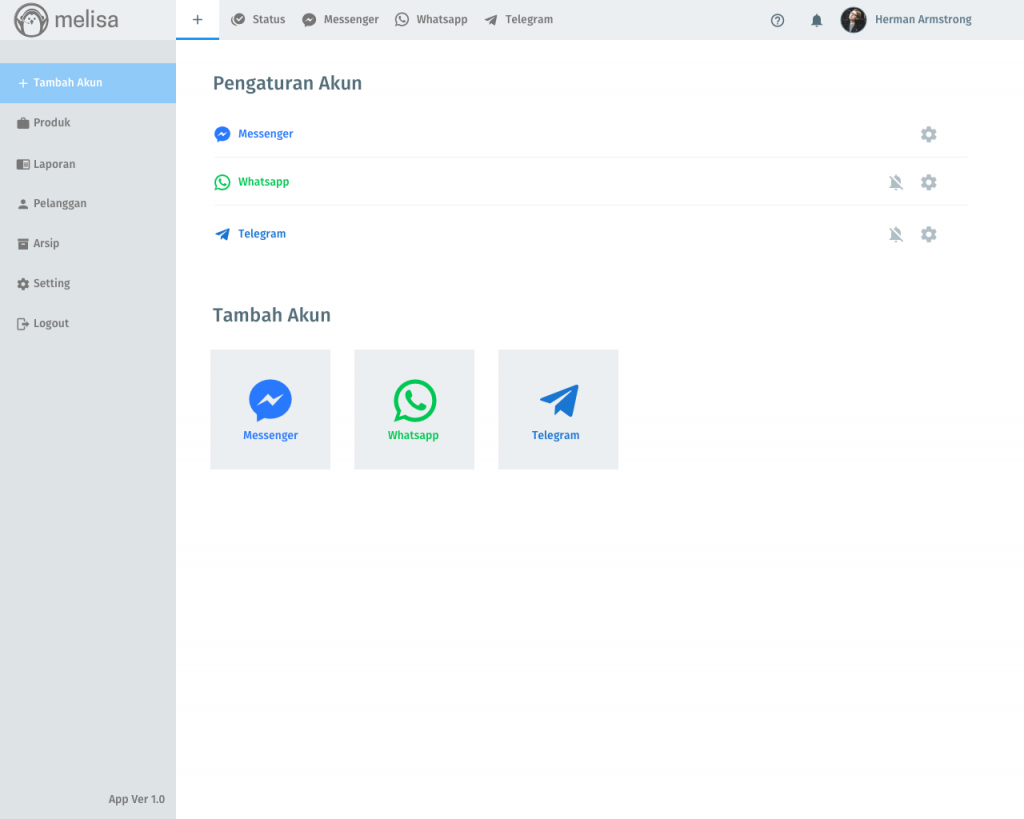 melisa
+ Status Messenger Whatsapp Telegram
Herman Armstrong
+ Tambah Akun
Produk
Laporan
Pelanggan
Arsip
Setting
Logout
App Ver 1.0
Pengaturan Akun
Messenger
Whatsapp
Telegram
Tambah Akun
Messenger
Whatsapp
Telegram